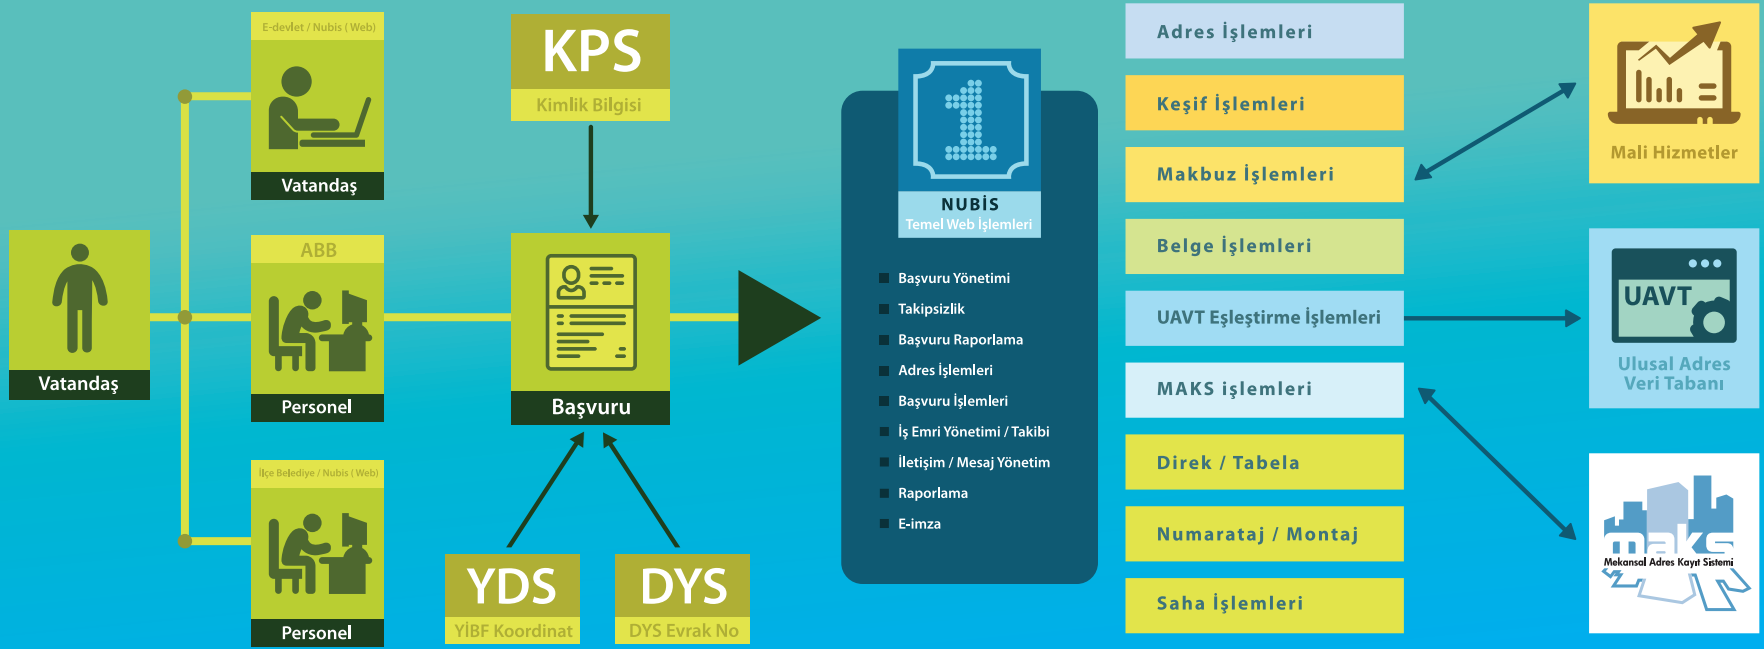 E-devlet / Nubis ( Web)
Vatandaş
Vatandaş
ABB
Personel
İlçe Belediye / Nubis ( Web)
Personel
KPS
Kimlik Bilgisi
Başvuru
YDS
YİBF Koordinat
DYS
DYS Evrak No
1
NUBİS
Temel Web İşlemleri
Başvuru Yönetimi
Takipsizlik
Başvuru Raporlama
Adres İşlemleri
Başvuru İşlemleri
İş Emri Yönetimi / Takibi
İletişim / Mesaj Yönetim
Raporlama
E-imza
Adres İşlemleri
Keşif İşlemleri
Makbuz İşlemleri
Belge İşlemleri
UAVT Eşleştirme İşlemleri
MAKS işlemleri
Direk / Tabela
Numarataj / Montaj
Saha İşlemleri
Mali Hizmetler
UAVT
Ulusal Adres
Veri Tabanı
maks
Mekansal Adres Kayıt Sistemi